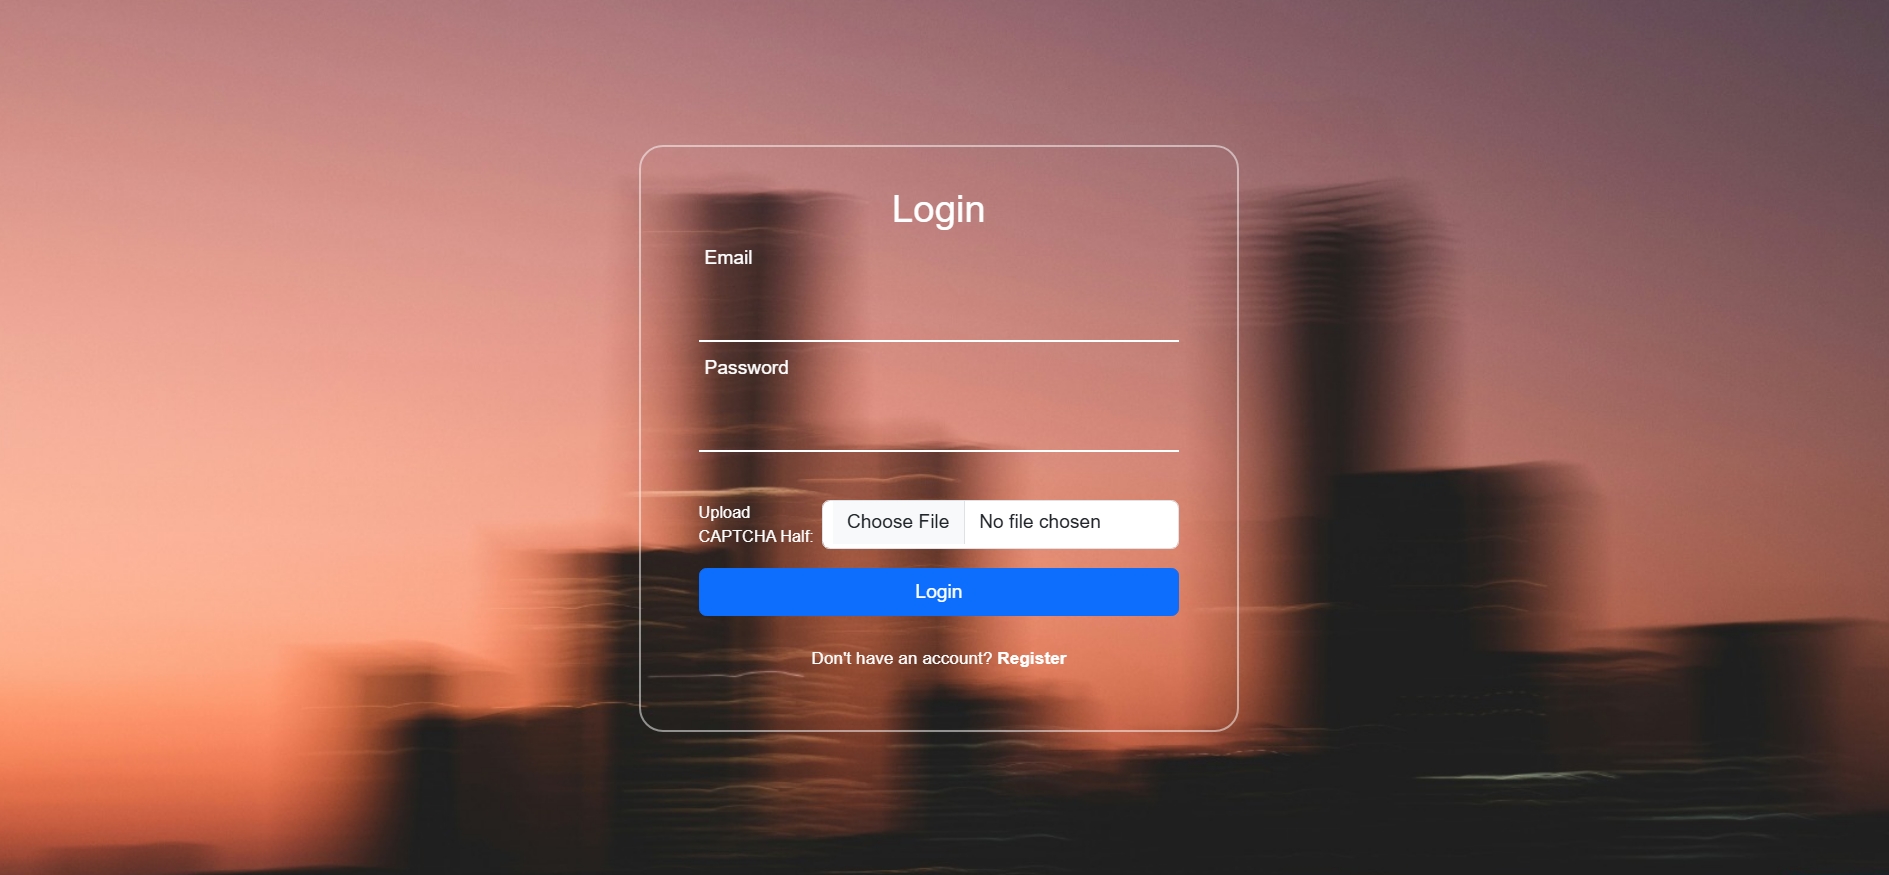 Login
Email
Password
Upload
CAPTCHA Half:
Choose File No file chosen
Login
Don't have an account? Register